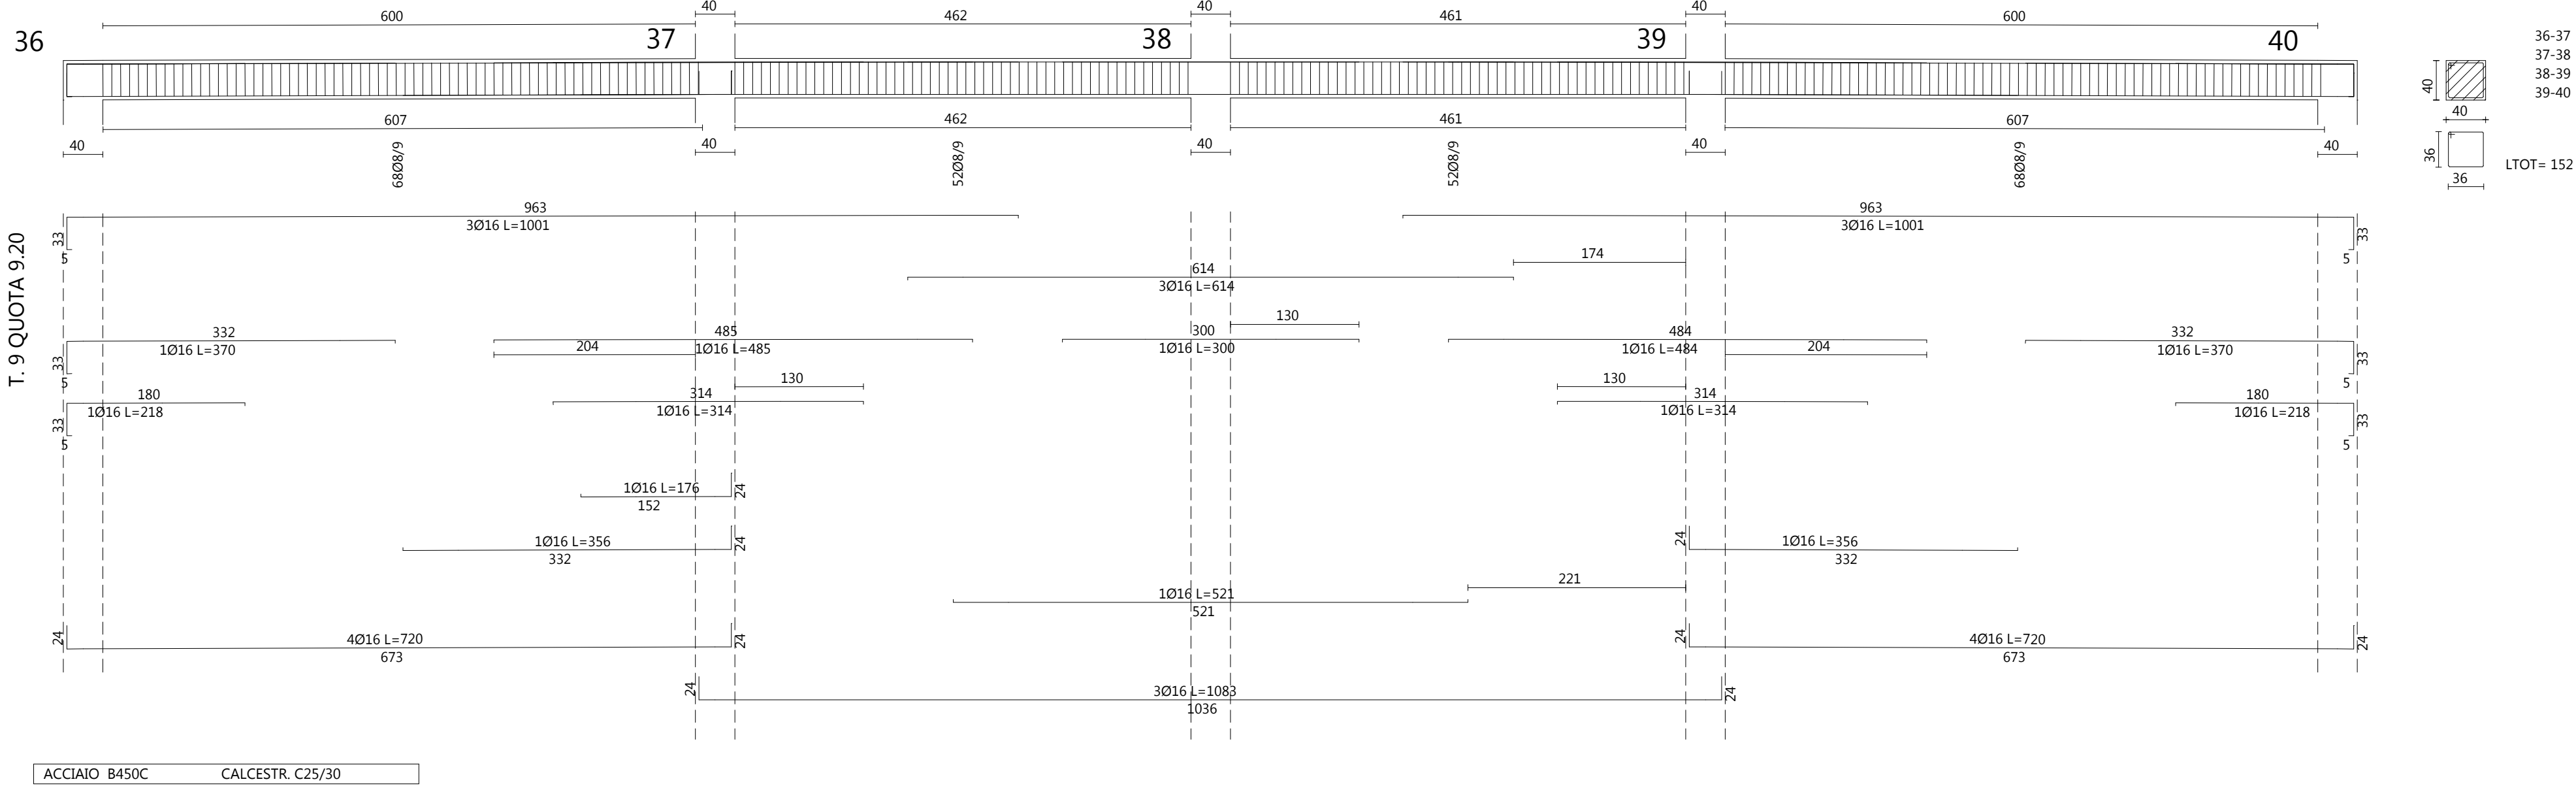 40 40 40
600 462 461 600
36 37 38 39 40
36-37
37-38
38-39
39-40
40
40
607 462 461 607
40 40 40 40 40
68Ø8/9 52Ø8/9 52Ø8/9 68Ø8/9
36
36
LTOT= 152
T. 9 QUOTA 9.20
963 963
3Ø16 L=1001 3Ø16 L=1001
33 33
5 5
174
614
3Ø16 L=614
130
332 485 300 484 332
1Ø16 L=370 204 1Ø16 L=485 1Ø16 L=300 1Ø16 L=484 204 1Ø16 L=370
33 33
5 5
130 130
180 314 314 180
1Ø16 L=218 1Ø16 L=314 1Ø16 L=314 1Ø16 L=218
33 33
5 5
1Ø16 L=176 24
152
1Ø16 L=356 24 24 1Ø16 L=356
332 332
221
1Ø16 L=521
521
24 4Ø16 L=720 24 24 4Ø16 L=720 24
673 673
24 3Ø16 L=1083 24
1036
ACCIAIO B450C CALCESTR. C25/30